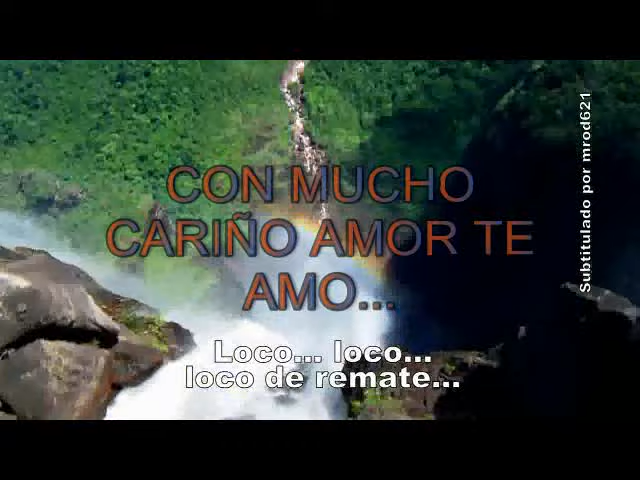 CON MUCHO
CARIÑO AMOR TE
AMO...
Loco... loco...
loco de remate...
Subtitulado por mrod621